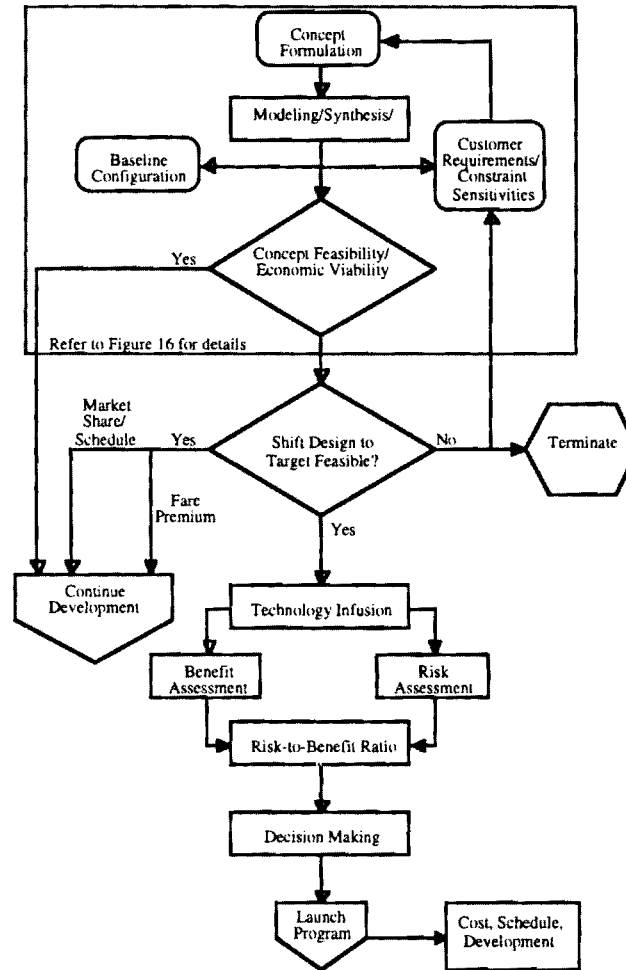 Concept
Formulation
Modeling/Synthesis/
Baseline
Configuration
Customer
Requirements/
Constraint
Sensitivities
Concept Feasibility/
Economic Viability
Yes
Refer to Figure 16 for details
Market
Share/
Schedule
Yes
Shift Design to
Target Feasible?
No
Terminate
Fare
Premium
Yes
Continue
Development
Technology Infusion
Benefit
Assessment
Risk
Assessment
Risk-to-Benefit Ratio
Decision Making
Launch
Program
Cost, Schedule,
Development